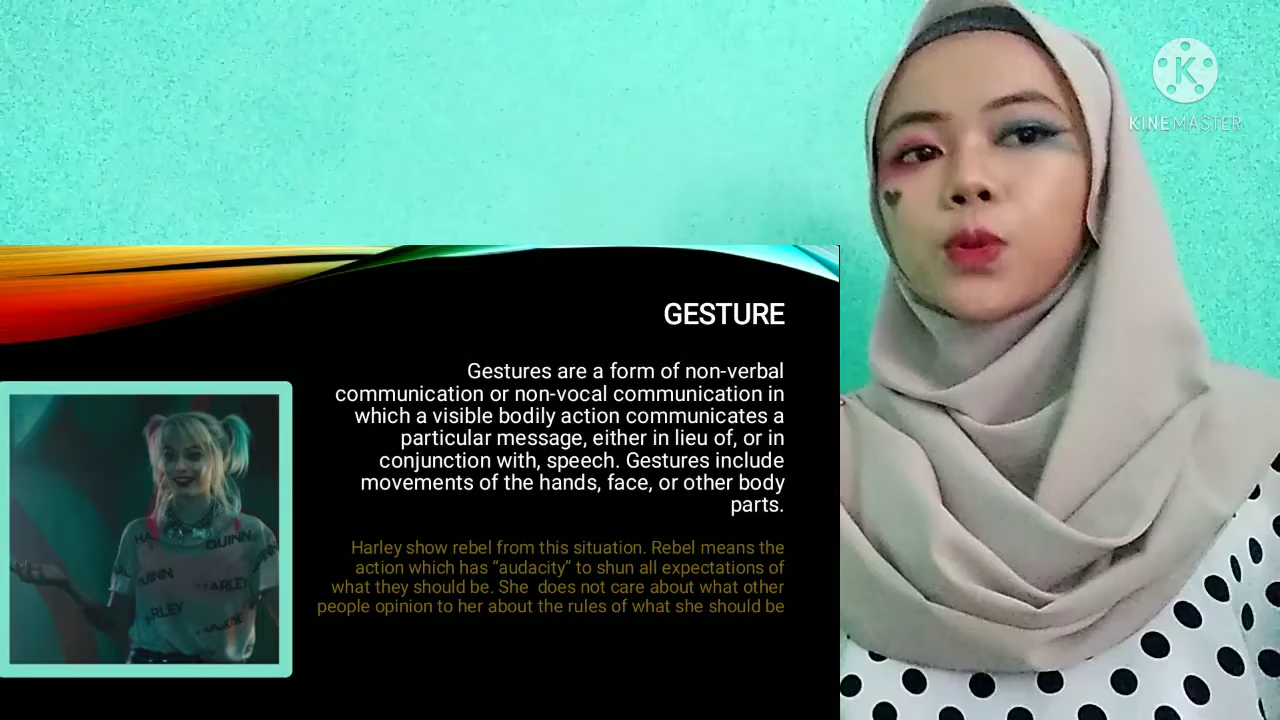 KINEMASTER
GESTURE
Gestures are a form of non-verbal
communication or non-vocal communication in
which a visible bodily action communicates a
particular message, either in lieu of, or in
conjunction with, speech. Gestures include
movements of the hands, face, or other body
parts.
Harley show rebel from this situation. Rebel means the
action which has “audacity” to shun all expectations of
what they should be. She does not care about what other
people opinion to her about the rules of what she should be
QUINN
HARLEY